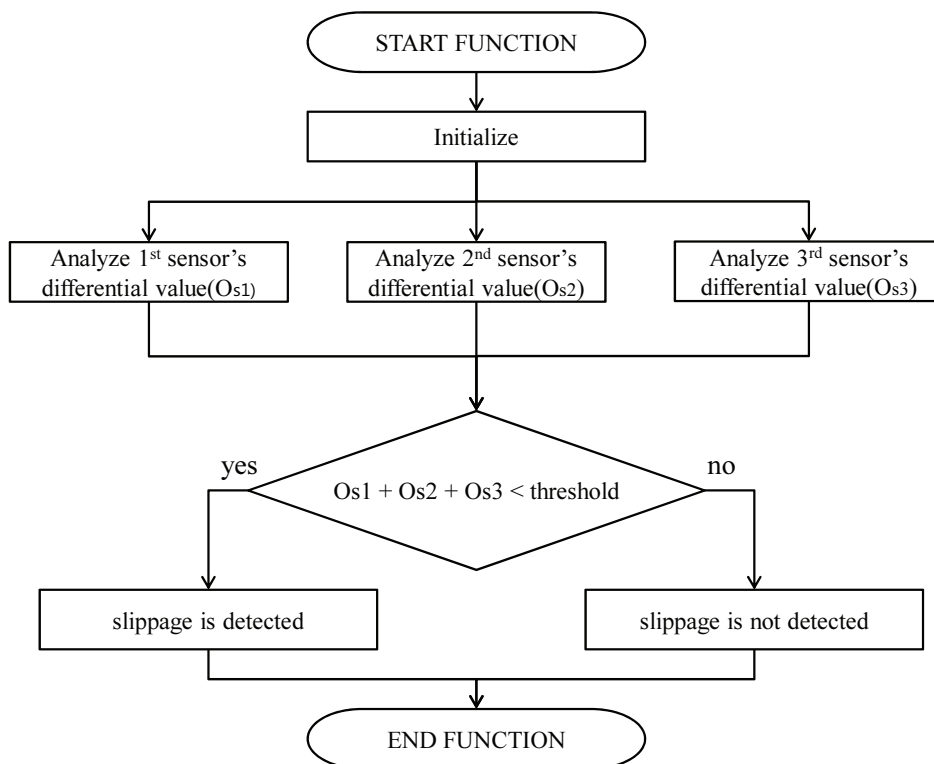 START FUNCTION
Initialize
Analyze 1st sensor's
differential value(Os1)
Analyze 2nd sensor's
differential value(Os2)
Analyze 3rd sensor's
differential value(Os3)
yes
no
Os1 + Os2 + Os3 < threshold
slippage is detected
slippage is not detected
END FUNCTION